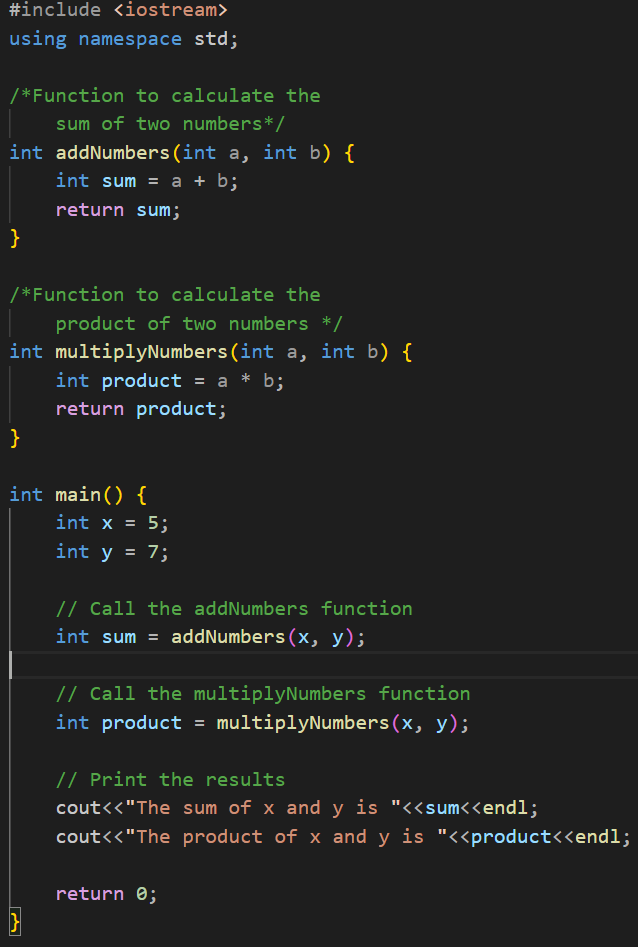 #include <iostream>
using namespace std;

/*Function to calculate the
    sum of two numbers*/
int addNumbers(int a, int b) {
    int sum = a + b;
    return sum;
}

/*Function to calculate the
    product of two numbers */
int multiplyNumbers(int a, int b) {
    int product = a * b;
    return product;
}

int main() {
    int x = 5;
    int y = 7;

    // Call the addNumbers function
    int sum = addNumbers(x, y);

    // Call the multiplyNumbers function
    int product = multiplyNumbers(x, y);

    // Print the results
    cout<<"The sum of x and y is "<<sum<<endl;
    cout<<"The product of x and y is "<<product<<endl;

    return 0;
}